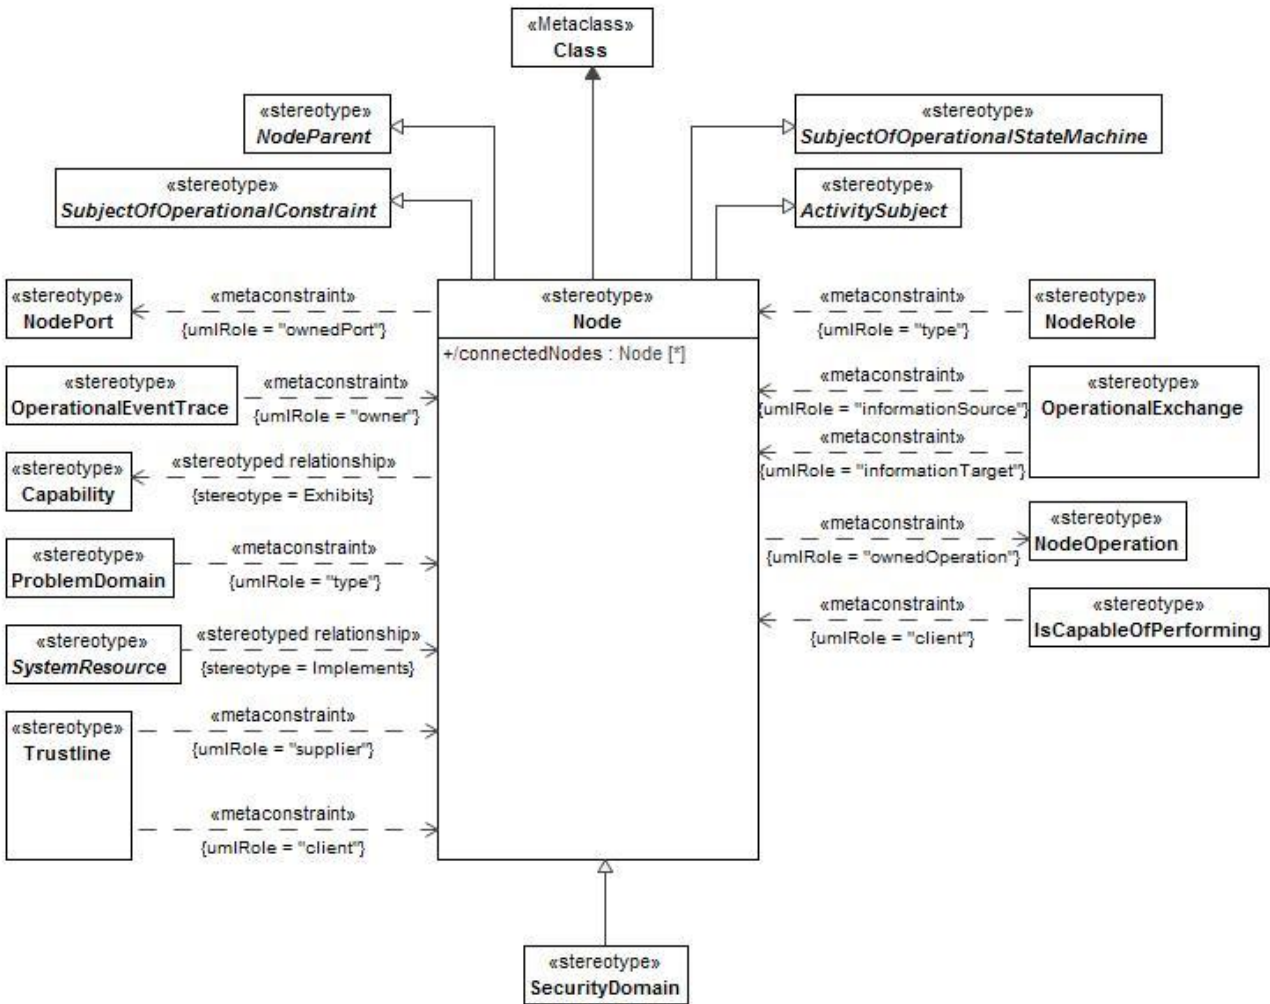 «Metaclass»
Class
«stereotype»
NodeParent
«stereotype»
SubjectOfOperationalStateMachine
«stereotype»
SubjectOfOperationalConstraint
«stereotype»
ActivitySubject
«stereotype»
NodePort
«metaconstraint»
{umlRole = "ownedPort"}
«stereotype»
Node
+/connectedNodes : Node [*]
«metaconstraint»
{umlRole = "type"}
«stereotype»
NodeRole
«stereotype»
OperationalEventTrace
«metaconstraint»
{umlRole = "owner"}
«metaconstraint»
{umlRole = "informationSource"}
«metaconstraint»
{umlRole = "informationTarget"}
«stereotype»
OperationalExchange
«stereotype»
Capability
«stereotyped relationship»
{stereotype = Exhibits}
«metaconstraint»
{umlRole = "ownedOperation"}
«stereotype»
NodeOperation
«stereotype»
ProblemDomain
«metaconstraint»
{umlRole = "type"}
«metaconstraint»
{umlRole = "client"}
«stereotype»
IsCapableOfPerforming
«stereotype»
SystemResource
«stereotyped relationship»
{stereotype = Implements}
«stereotype»
Trustline
«metaconstraint»
{umlRole = "supplier"}
«metaconstraint»
{umlRole = "client"}
«stereotype»
SecurityDomain